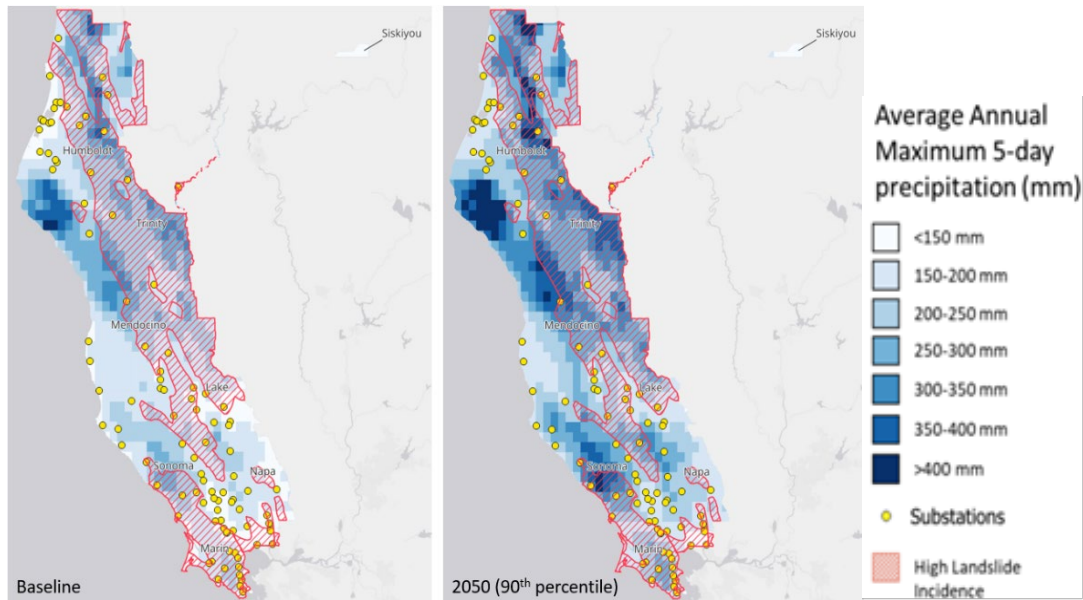 Siskiyou
Humboldt
Trinity
Mendocino
Lake
Sonoma
Napa
Marin
Baseline
Siskiyou
Humboldt
Trinity
Mendocino
Lake
Sonoma
Napa
Marin
2050 (90th percentile)
Average Annual
Maximum 5-day
precipitation (mm)
<150 mm
150-200 mm
200-250 mm
250-300 mm
300-350 mm
350-400 mm
>400 mm
Substations
High Landslide
Incidence